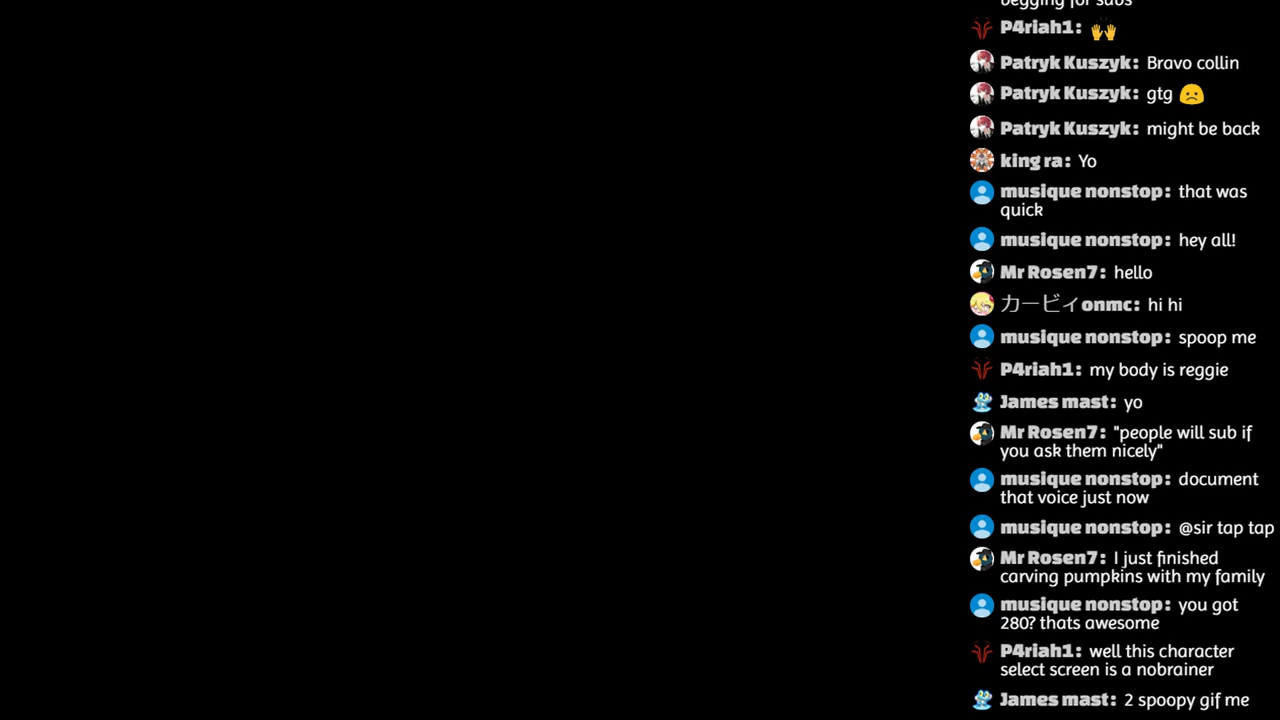 begging for subs
P4riah1: 🙌
Patryk Kuszyk: Bravo collin
Patryk Kuszyk: gtg 🙁
Patryk Kuszyk: might be back
king ra: Yo
musique nonstop: that was
quick
musique nonstop: hey all!
Mr Rosen7: hello
カービィonmc: hi hi
musique nonstop: spoop me
P4riah1: my body is reggie
James mast: yo
Mr Rosen7: "people will sub if
you ask them nicely"
musique nonstop: document
that voice just now
musique nonstop: @sir tap tap
Mr Rosen7: I just finished
carving pumpkins with my family
musique nonstop: you got
280? thats awesome
P4riah1: well this character
select screen is a nobrainer
James mast: 2 spoopy gif me